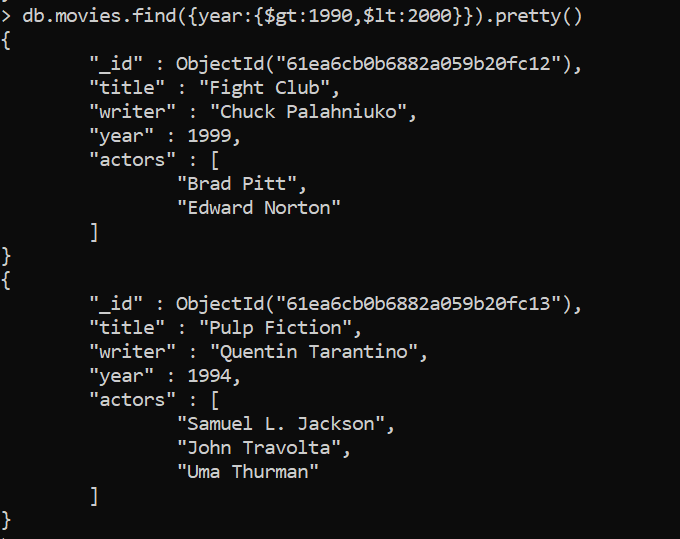 > db.movies.find({year:{$gt:1990,$lt:2000}}).pretty()
{
        "_id" : ObjectId("61ea6cb0b6882a059b20fc12"),
        "title" : "Fight Club",
        "writer" : "Chuck Palahniuko",
        "year" : 1999,
        "actors" : [
                "Brad Pitt",
                "Edward Norton"
        ]
}
{
        "_id" : ObjectId("61ea6cb0b6882a059b20fc13"),
        "title" : "Pulp Fiction",
        "writer" : "Quentin Tarantino",
        "year" : 1994,
        "actors" : [
                "Samuel L. Jackson",
                "John Travolta",
                "Uma Thurman"
        ]
}